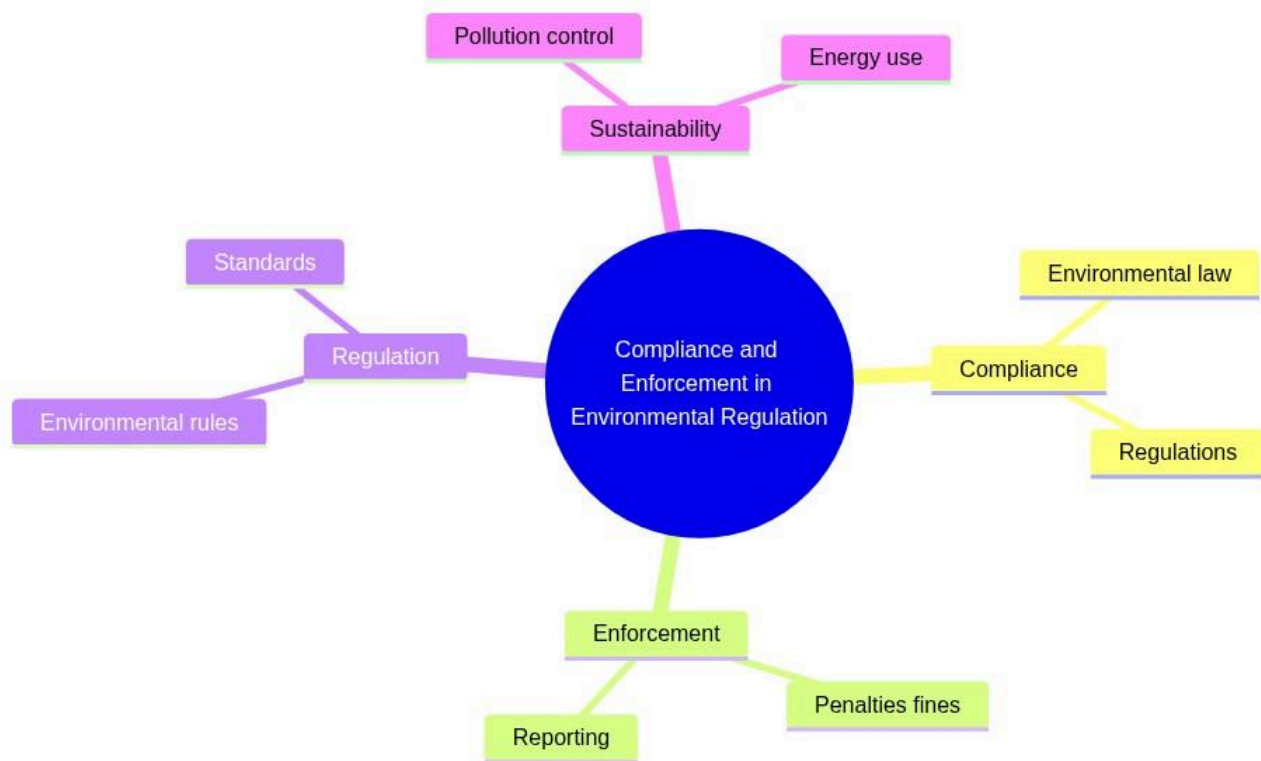 Pollution control
Energy use
Sustainability
Standards
Environmental law
Regulation
Compliance and
Enforcement in
Environmental Regulation
Compliance
Environmental rules
Regulations
Enforcement
Penalties fines
Reporting